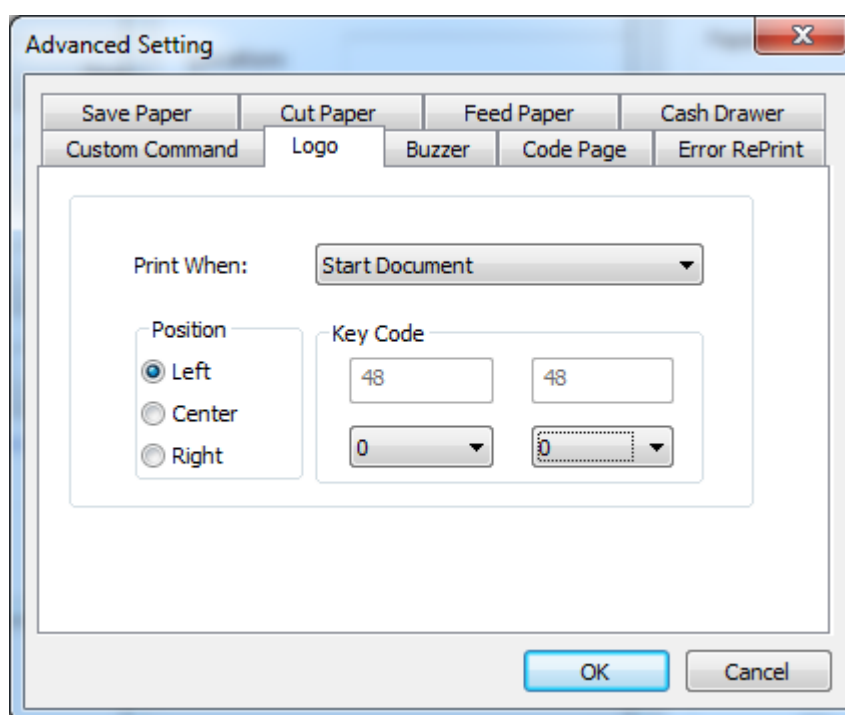 Advanced Setting
Save Paper Cut Paper Feed Paper Cash Drawer
Custom Command Logo Buzzer Code Page Error RePrint
Print When: Start Document
Position Key Code
Left 48 48
Center
Right 0 0
OK Cancel